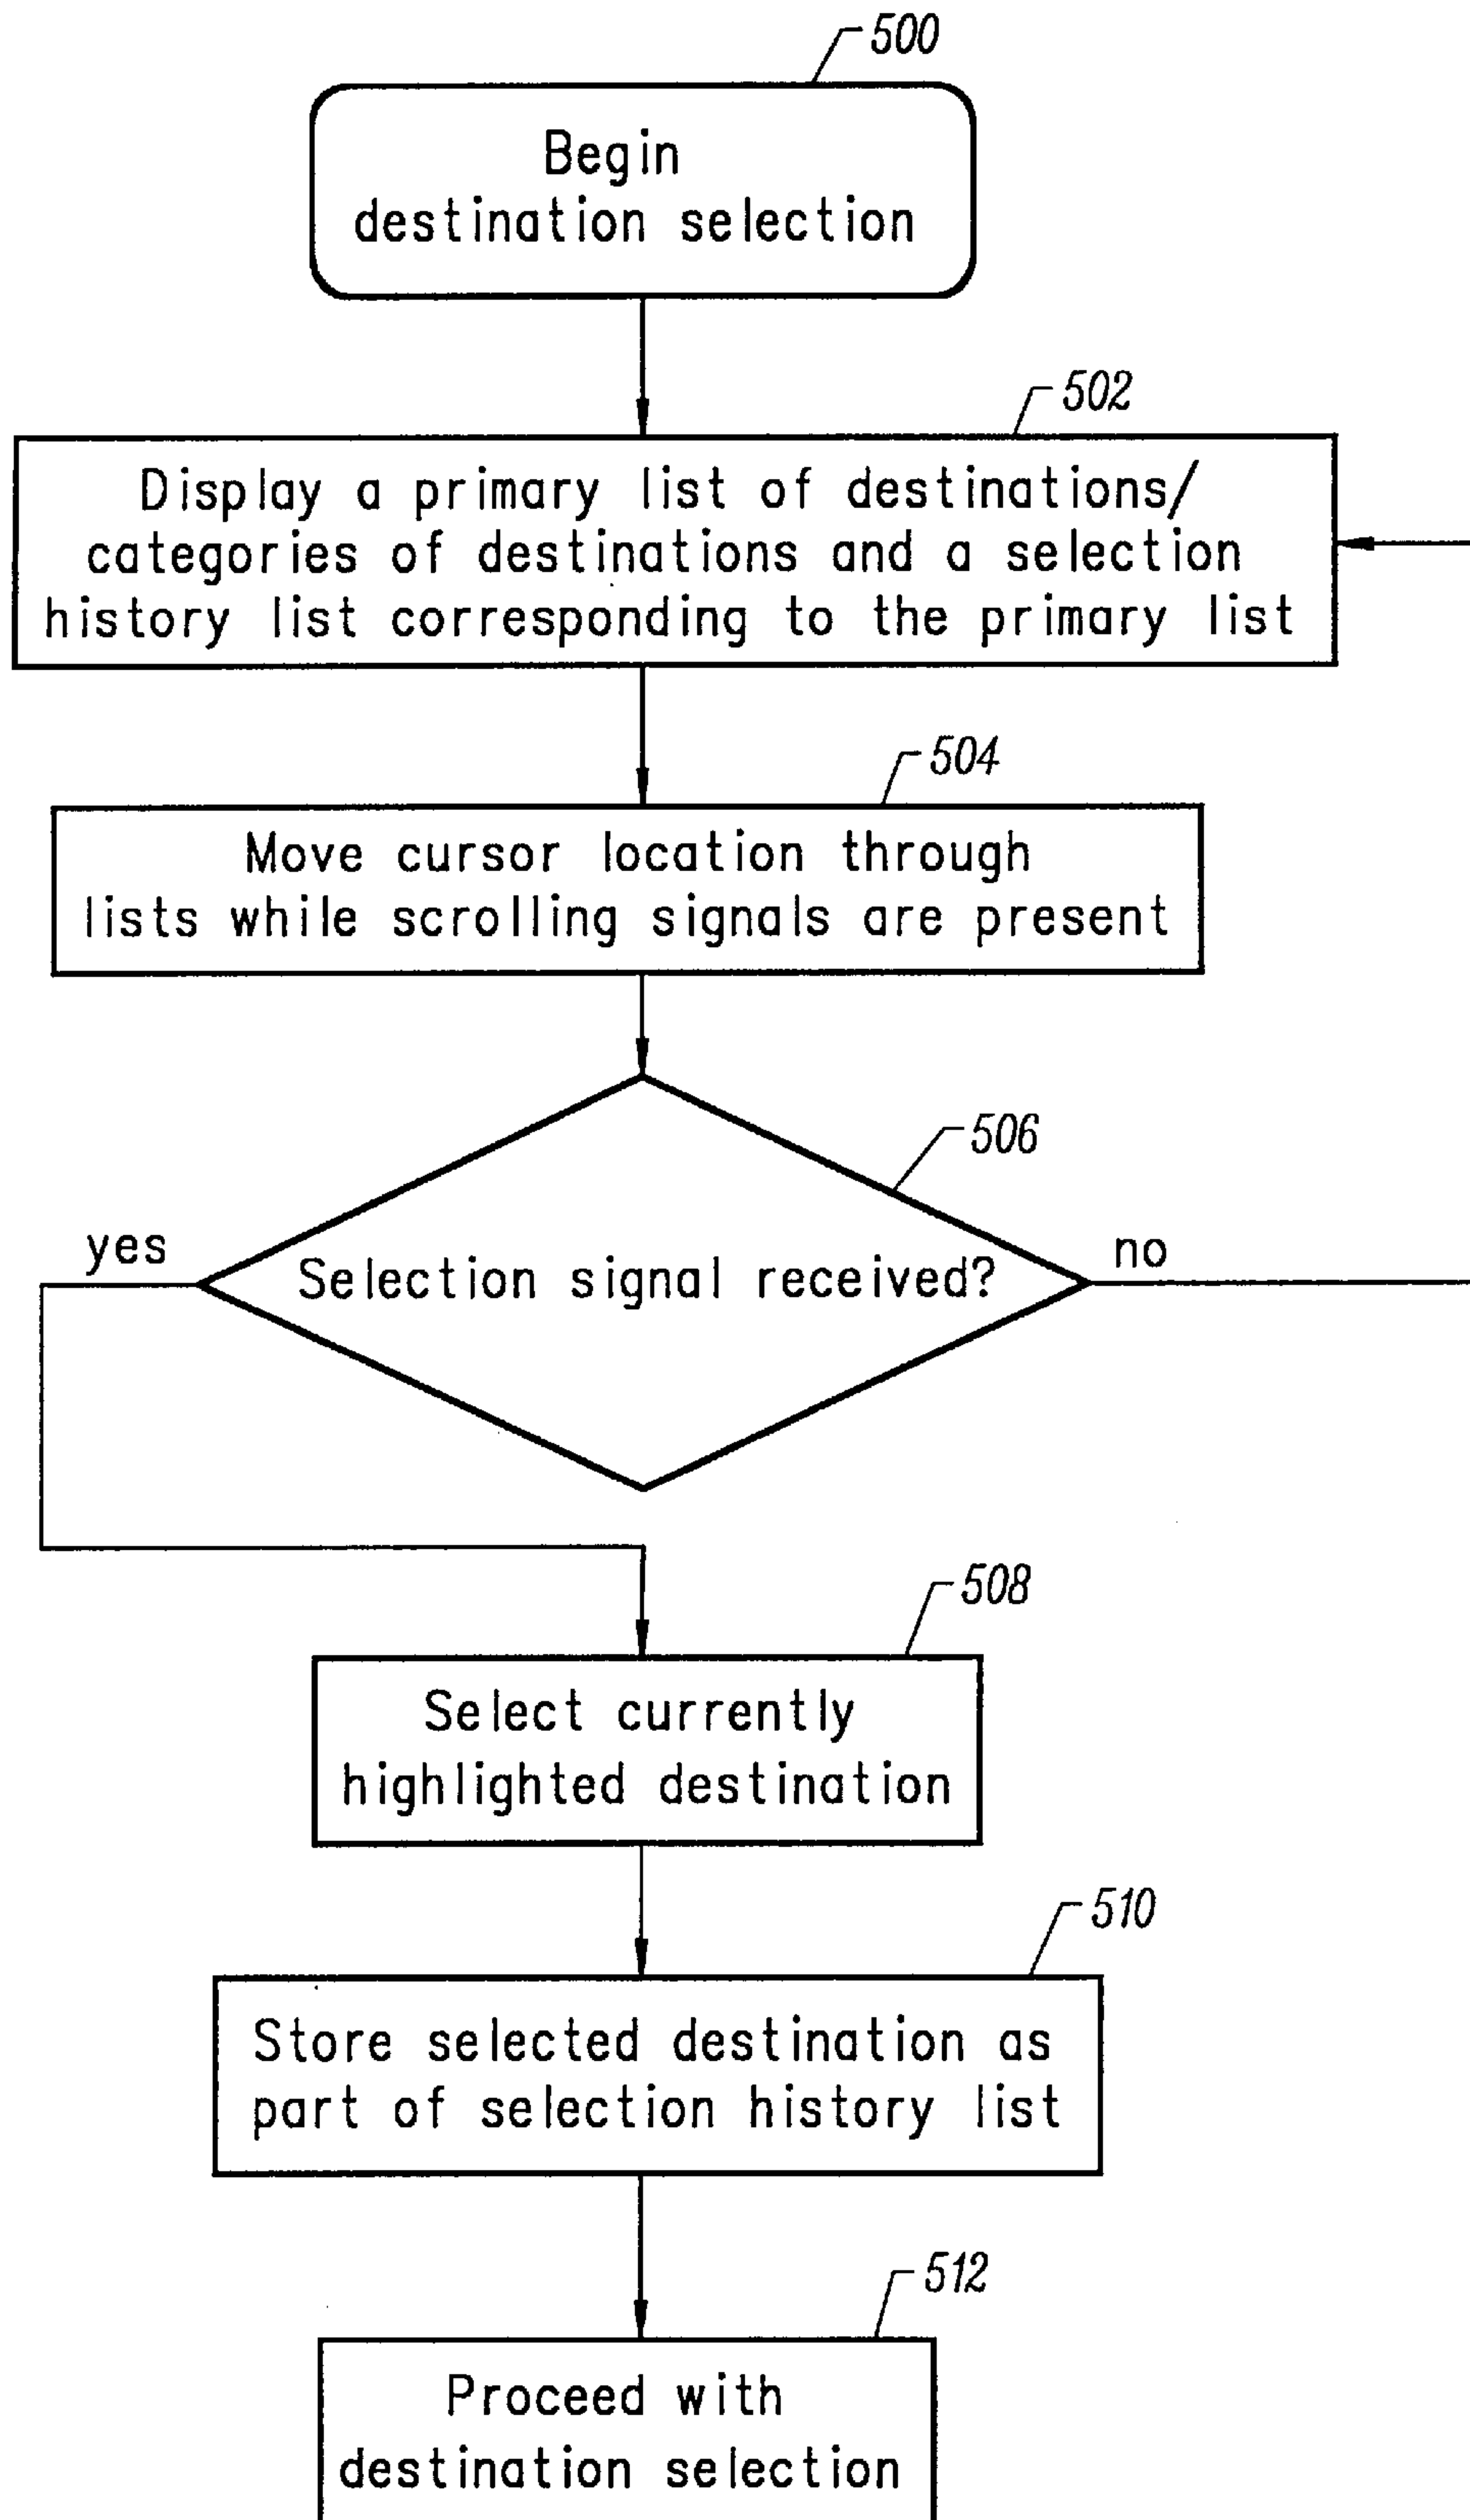 500
Begin
destination selection
502
Display a primary list of destinations/
categories of destinations and a selection
history list corresponding to the primary list
504
Move cursor location through
lists while scrolling signals are present
506
yes
Selection signal received?
no
508
Select currently
highlighted destination
510
Store selected destination as
part of selection history list
512
Proceed with
destination selection